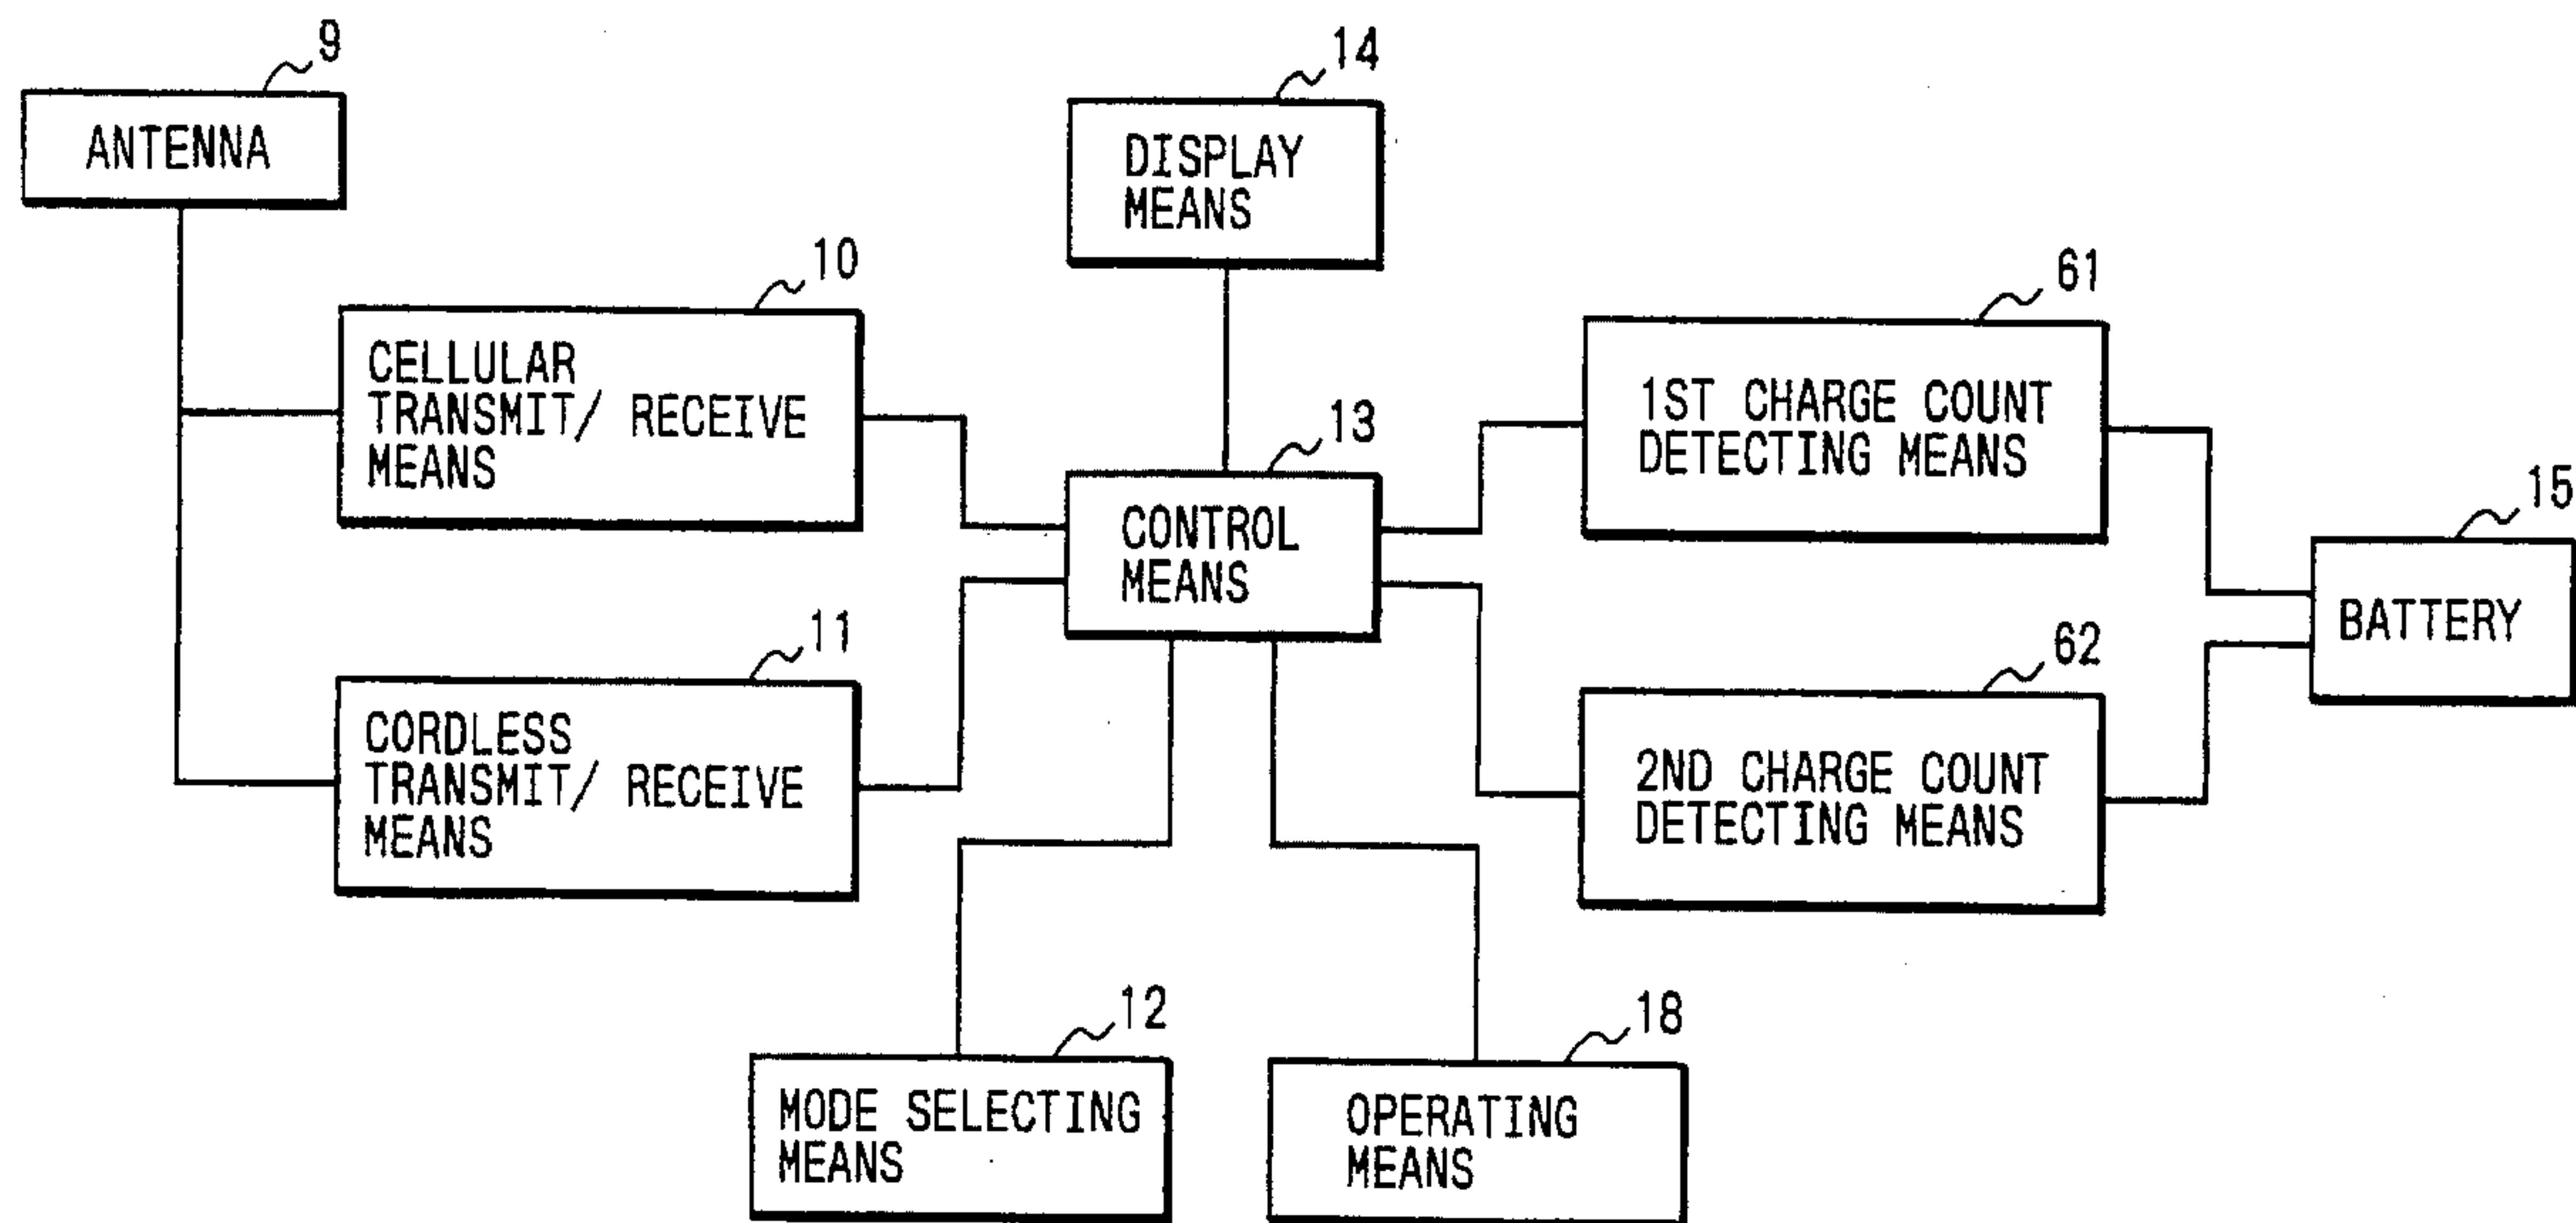 9
ANTENNA
14
DISPLAY
MEANS
10
CELLULAR
TRANSMIT/ RECEIVE
MEANS
61
1ST CHARGE COUNT
DETECTING MEANS
13
CONTROL
MEANS
15
BATTERY
11
CORDLESS
TRANSMIT/ RECEIVE
MEANS
62
2ND CHARGE COUNT
DETECTING MEANS
12
MODE SELECTING
MEANS
18
OPERATING
MEANS